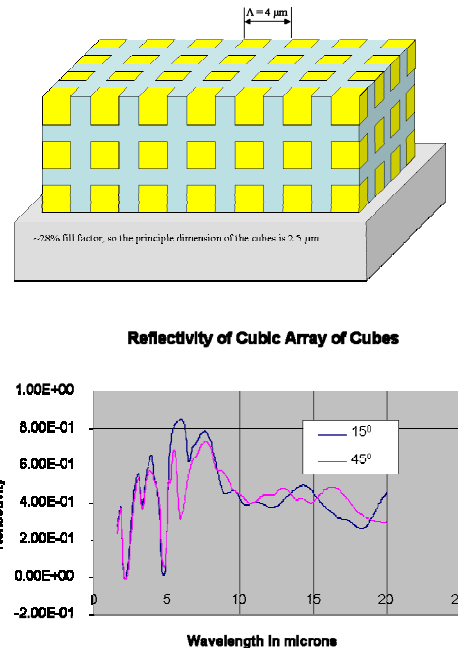 Λ = 4 μm
~28% fill factor, so the principle dimension of the cubes is 2.5 μm
Reflectivity of Cubic Array of Cubes
1.00E+00
8.00E-01
6.00E-01
4.00E-01
2.00E-01
0.00E+00
-2.00E-01
Reflectivity
15⁰
45⁰
0 5 10 15 20 25
Wavelength in microns